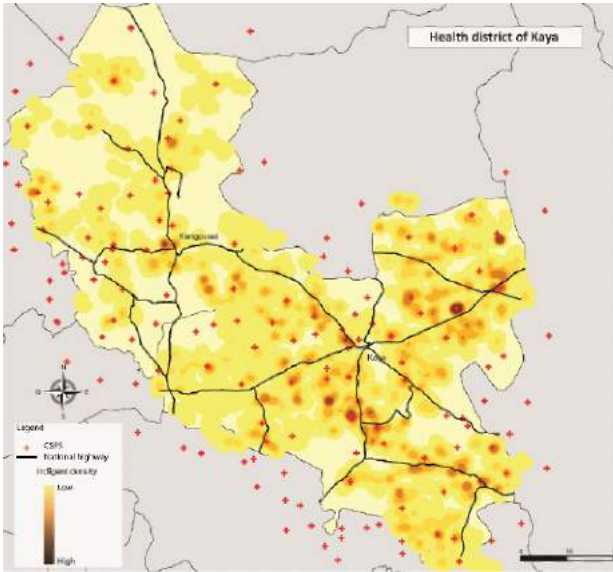 Health district of Kaya
Kongoussi
Kaya
N
O
E
S
Legend
CSPS
National highway
Indigent density
Low
High